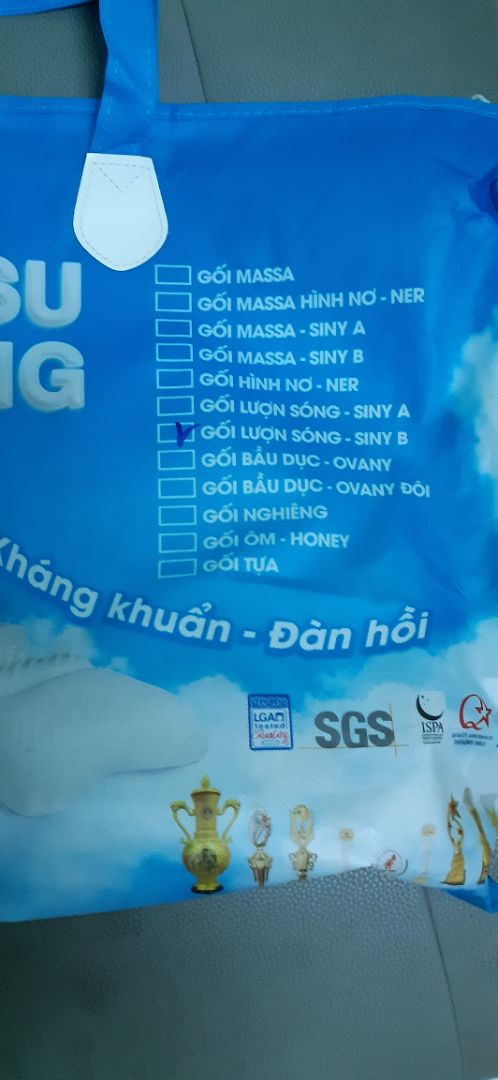 SU
NG
GỐI MASSA
GỐI MASSA HÌNH NƠ - NER
GỐI MASSA - SINY A
GỐI MASSA - SINY B
GỐI HÌNH NƠ - NER
GỐI LƯỢN SÓNG - SINY A
GỐI LƯỢN SÓNG - SINY B
GỐI BẦU DỤC - OVANY
GỐI BẦU DỤC - OVANY ĐÔI
GỐI NGHIÊNG
GỐI ÔM - HONEY
GỐI TỰA
Kháng khuẩn - Đàn hồi
LGA
tested
SGS
ISPA